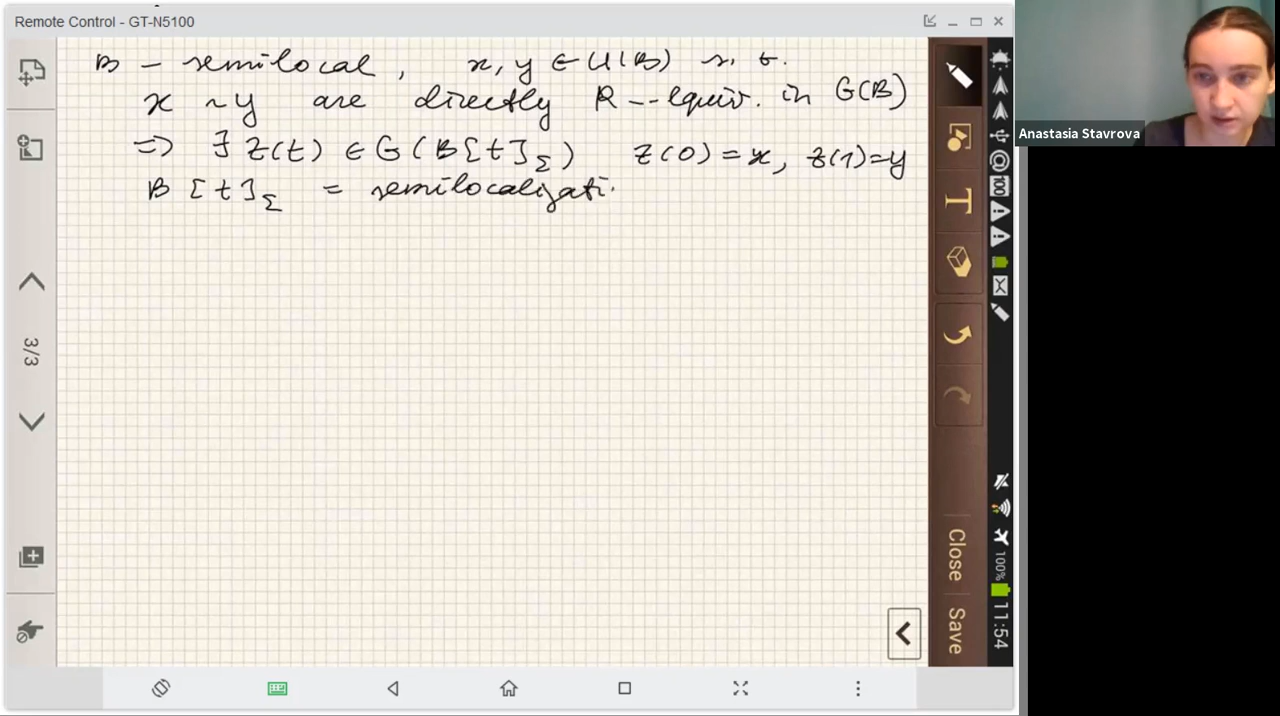 Remote Control - GT-N5100
B – semilocal, x, y ∈ U(B) s. t.
x ~ y are directly R–equiv. in G(B)
=> ∃ z(t) ∈ G(B[t]_Σ) z(0) = x, z(1) = y
B[t]_Σ = semilocalizati
3/3
T
100
Close
Save
100%
11:54
Anastasia Stavrova